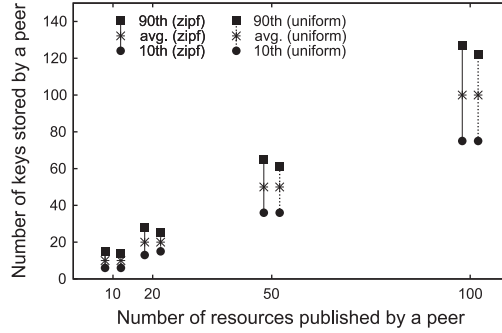 90th (zipf) 90th (uniform)
avg. (zipf) avg. (uniform)
10th (zipf) 10th (uniform)
140
120
100
80
60
40
20
0
Number of keys stored by a peer
10 20 50 100
Number of resources published by a peer